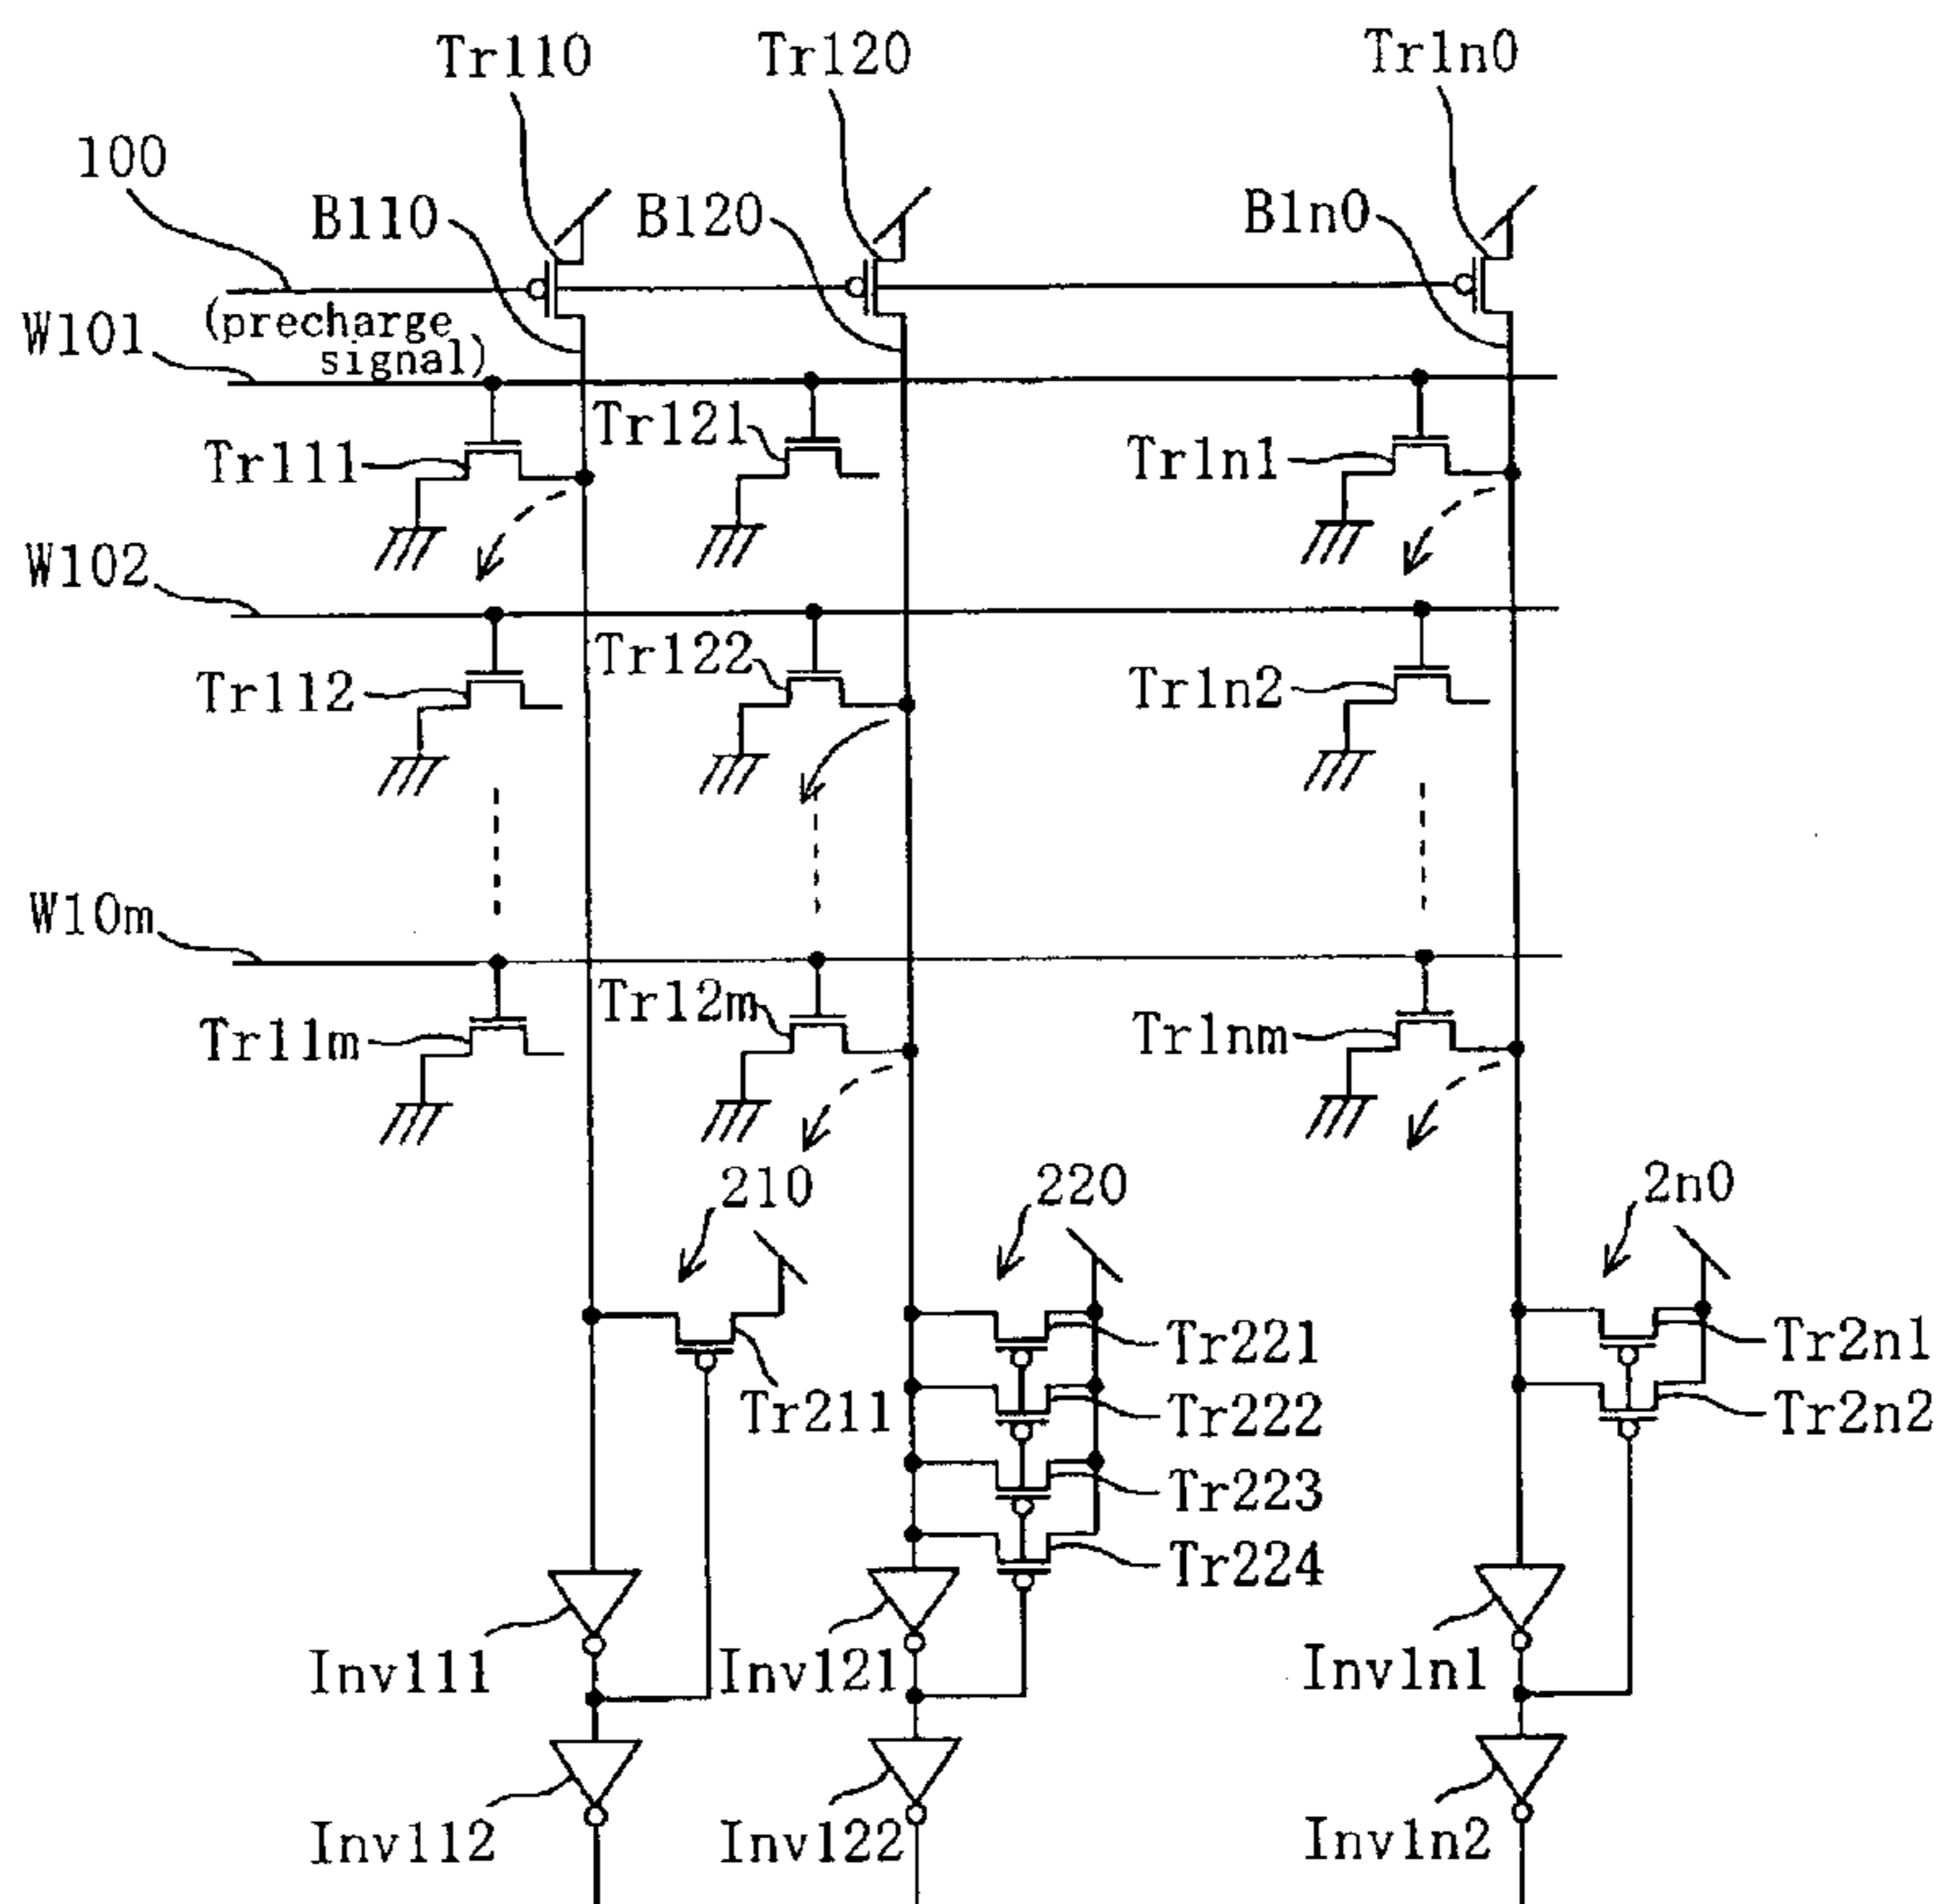 Tr110 Tr120 Tr1n0
100
B110 B120 B1n0
(precharge
signal)
W101
Tr111 Tr121 Tr1n1
W102
Tr112 Tr122 Tr1n2
W10m
Tr11m Tr12m Tr1nm
210 220 2n0
Tr221 Tr2n1
Tr211 Tr222 Tr2n2
Tr223
Tr224
Inv111 Inv121 Inv1n1
Inv112 Inv122 Inv1n2